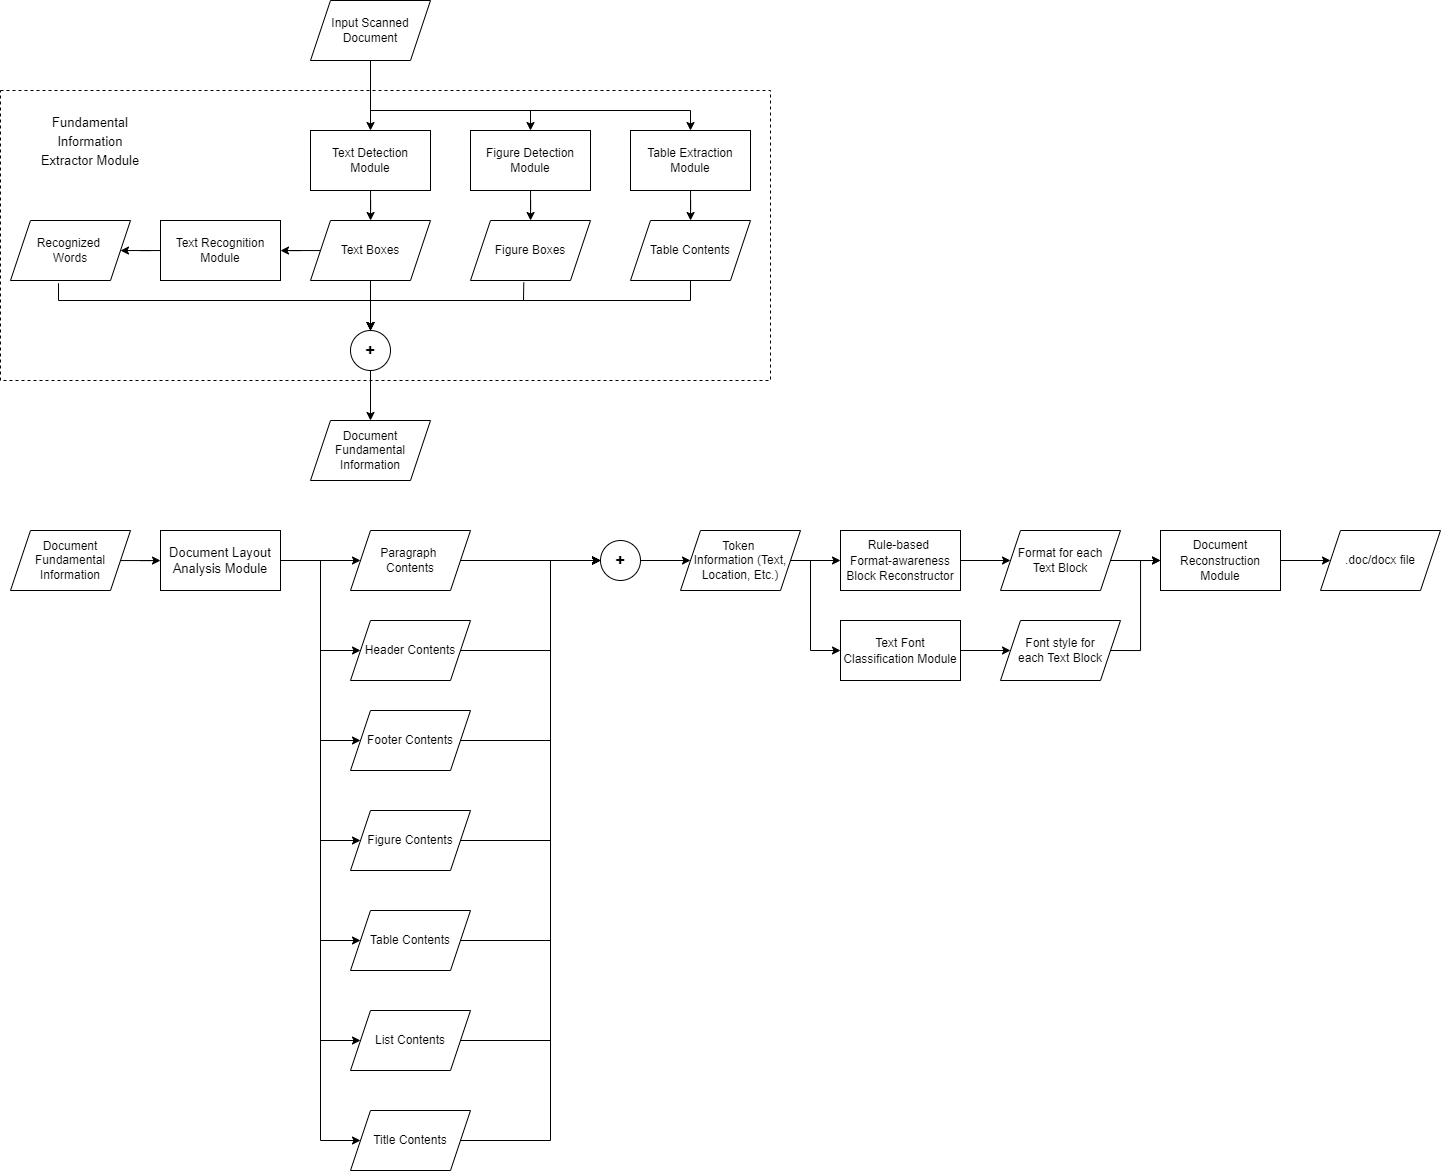 Input Scanned
Document
Fundamental
Information
Extractor Module
Text Detection
Module
Figure Detection
Module
Table Extraction
Module
Recognized
Words
Text Recognition
Module
Text Boxes
Figure Boxes
Table Contents
+
Document
Fundamental
Information
Document
Fundamental
Information
Document Layout
Analysis Module
Paragraph
Contents
+
Token
Information (Text,
Location, Etc.)
Rule-based
Format-awareness
Block Reconstructor
Format for each
Text Block
Document
Reconstruction
Module
.doc/docx file
Header Contents
Text Font
Classification Module
Font style for
each Text Block
Footer Contents
Figure Contents
Table Contents
List Contents
Title Contents